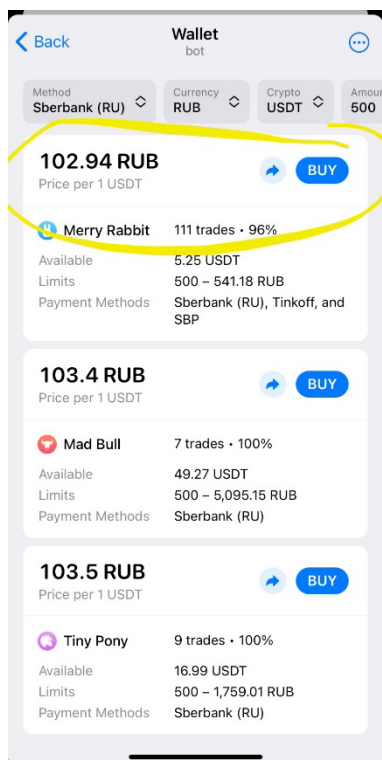 Back
Wallet
bot
Method
Sberbank (RU)
Currency
RUB
Crypto
USDT
Amour
500
102.94 RUB
Price per 1 USDT
BUY
Merry Rabbit
111 trades • 96%
Available
5.25 USDT
Limits
500 – 541.18 RUB
Payment Methods
Sberbank (RU), Tinkoff, and
SBP
103.4 RUB
Price per 1 USDT
BUY
Mad Bull
7 trades • 100%
Available
49.27 USDT
Limits
500 – 5,095.15 RUB
Payment Methods
Sberbank (RU)
103.5 RUB
Price per 1 USDT
BUY
Tiny Pony
9 trades • 100%
Available
16.99 USDT
Limits
500 – 1,759.01 RUB
Payment Methods
Sberbank (RU)